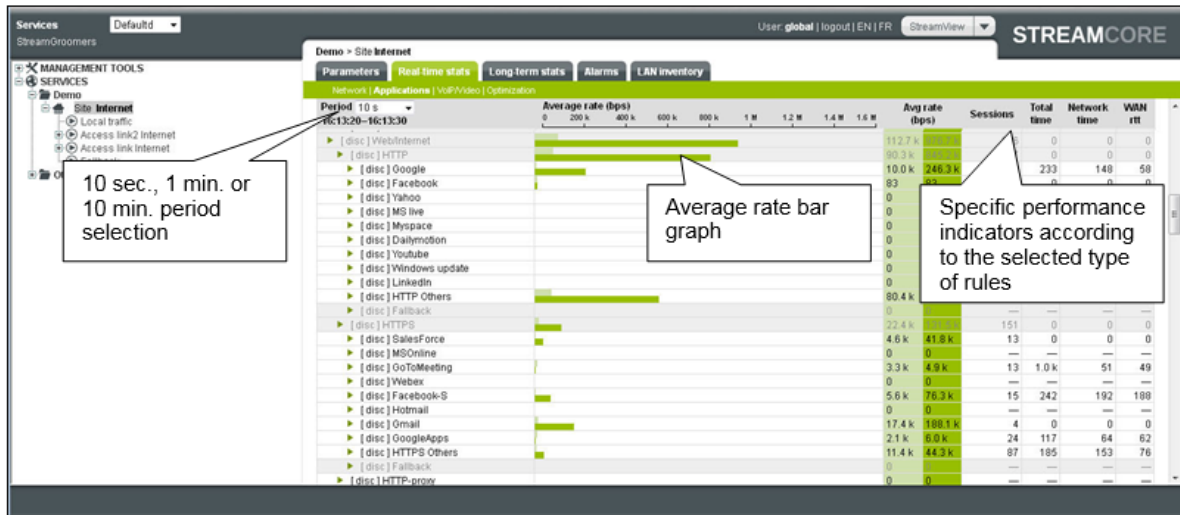 Services Defaultd
User: global | logout | EN | FR StreamView
STREAMCORE
StreamGroomers
MANAGEMENT TOOLS
SERVICES
Demo
Site Internet
Local traffic
Access link2 Internet
Access link Internet
Demo > Site Internet
Parameters Real-time stats Long-term stats Alarms LAN inventory
Network | Applications | VoIP/Video | Optimization
Period 10 s
16:13:20–16:13:30
Average rate (bps)
0 200 k 400 k 600 k 800 k 1 M 1.2 M 1.4 M 1.6 M
Avg rate (bps) Sessions Total time Network time WAN rtt
[ disc ] Web/Internet 112.7 k 0 0 0
[ disc ] HTTP 90.3 k 0 0 0
[ disc ] Google 10.0 k 246.3 k 233 148 58
[ disc ] Facebook 83 83 0 0 0
[ disc ] Yahoo 0
[ disc ] MS live 0
[ disc ] Myspace 0
[ disc ] Dailymotion 0
[ disc ] Youtube 0
[ disc ] Windows update 0
[ disc ] LinkedIn 0
[ disc ] HTTP Others 80.4 k
[ disc ] Fallback 0 0 — — — —
[ disc ] HTTPS 22.4 k 151 0 0 0
[ disc ] SalesForce 4.6 k 41.8 k 13 0 0 0
[ disc ] MSOnline 0 0 — — — —
[ disc ] GoToMeeting 3.3 k 4.9 k 13 1.0 k 51 49
[ disc ] Webex 0 0 — — — —
[ disc ] Facebook-S 5.6 k 76.3 k 15 242 192 188
[ disc ] Hotmail 0 0 — — — —
[ disc ] Gmail 17.4 k 188.1 k 4 0 0 0
[ disc ] GoogleApps 2.1 k 6.0 k 24 117 64 62
[ disc ] HTTPS Others 11.4 k 44.3 k 87 185 153 76
[ disc ] Fallback 0 0 — — — —
[ disc ] HTTP-proxy 0 0 — — — —
10 sec., 1 min. or
10 min. period
selection
Average rate bar
graph
Specific performance
indicators according
to the selected type
of rules